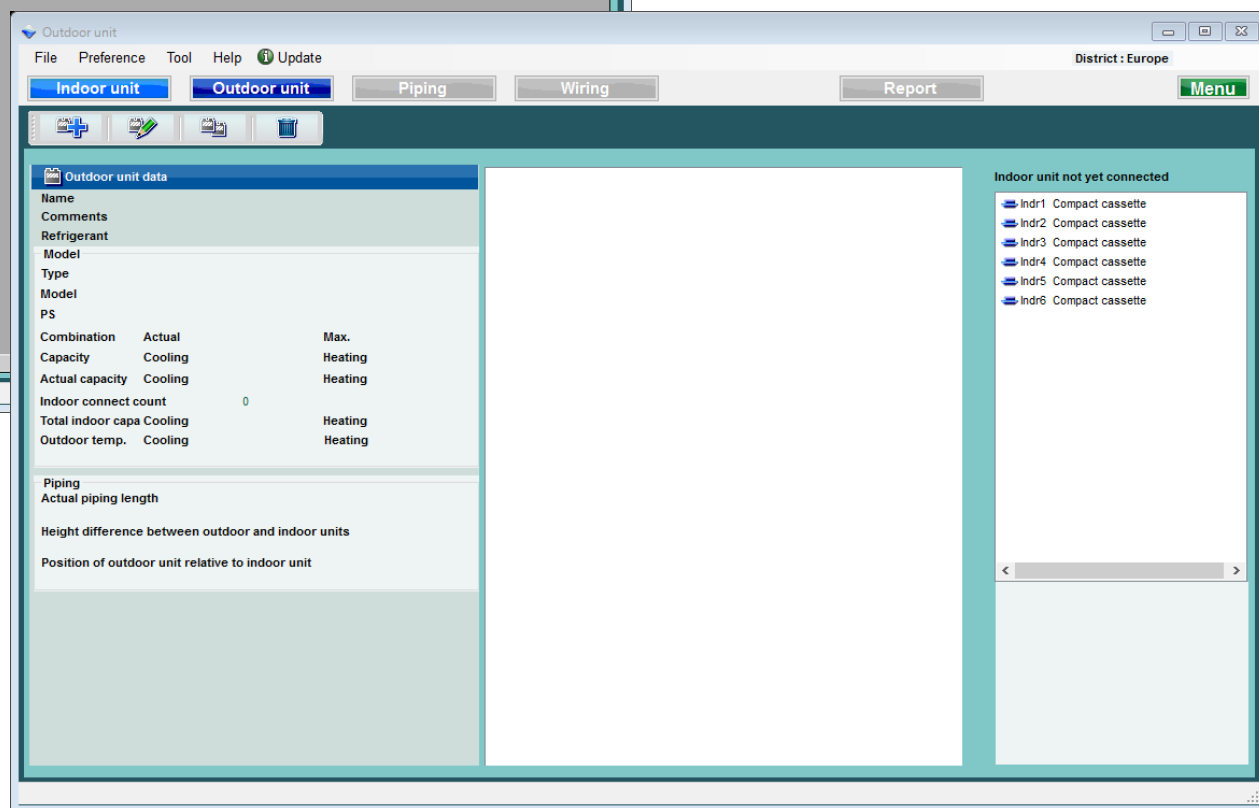 Outdoor unit
File Preference Tool Help Update
District : Europe
Indoor unit Outdoor unit Piping Wiring Report Menu
Outdoor unit data
Name
Comments
Refrigerant
Model
Type
Model
PS
Combination Actual Max.
Capacity Cooling Heating
Actual capacity Cooling Heating
Indoor connect count 0
Total indoor capa Cooling Heating
Outdoor temp. Cooling Heating
Piping
Actual piping length
Height difference between outdoor and indoor units
Position of outdoor unit relative to indoor unit
Indoor unit not yet connected
Indr1 Compact cassette
Indr2 Compact cassette
Indr3 Compact cassette
Indr4 Compact cassette
Indr5 Compact cassette
Indr6 Compact cassette